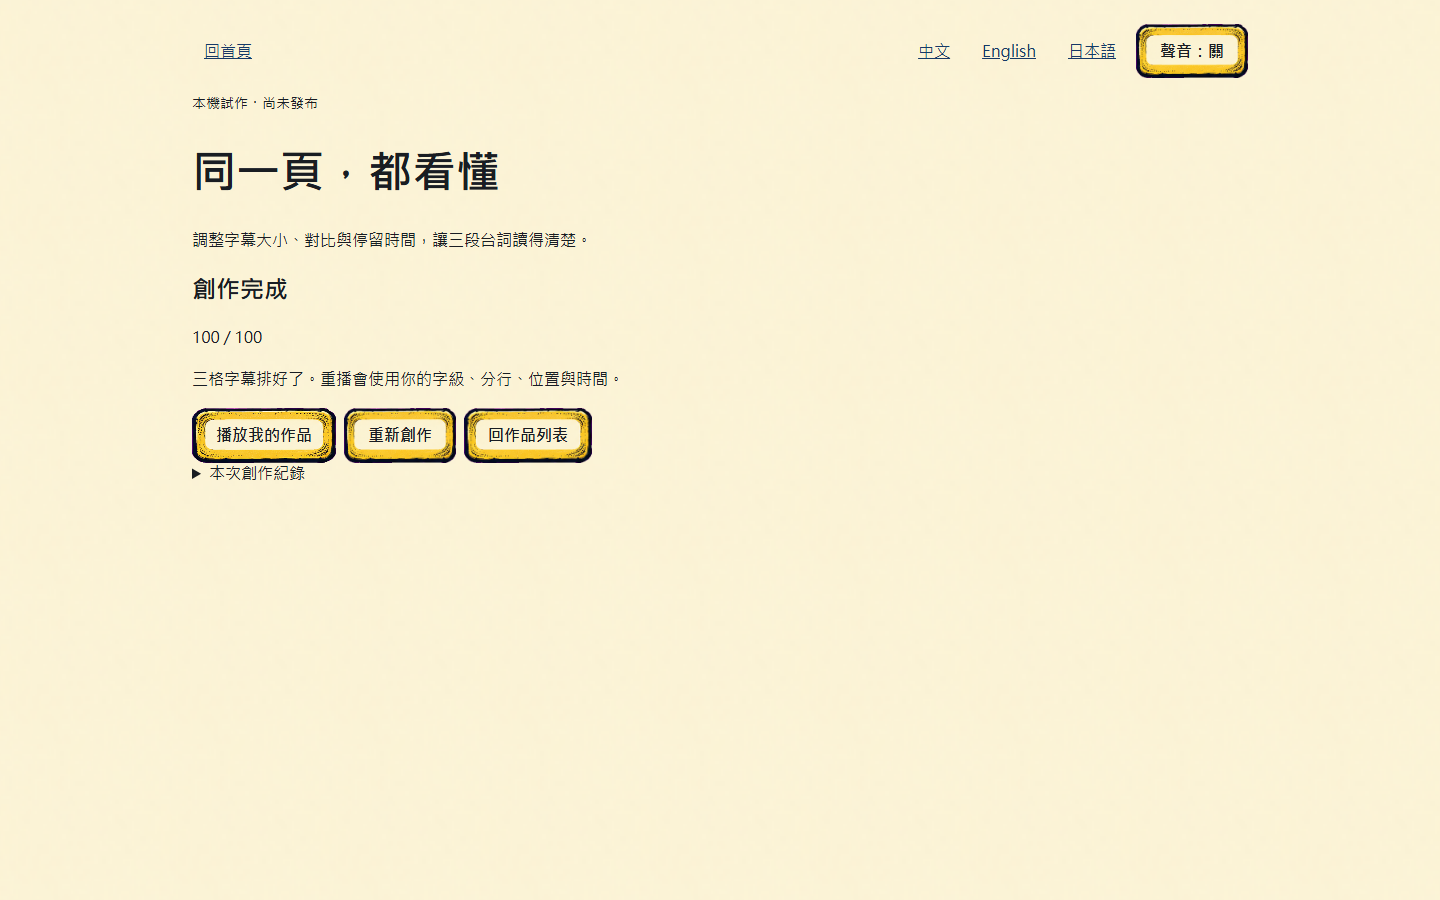 回首頁
中文 English 日本語 聲音：關
本機試作・尚未發布
同一頁，都看懂
調整字幕大小、對比與停留時間，讓三段台詞讀得清楚。
創作完成
100 / 100
三格字幕排好了。重播會使用你的字級、分行、位置與時間。
播放我的作品 重新創作 回作品列表
本次創作紀錄